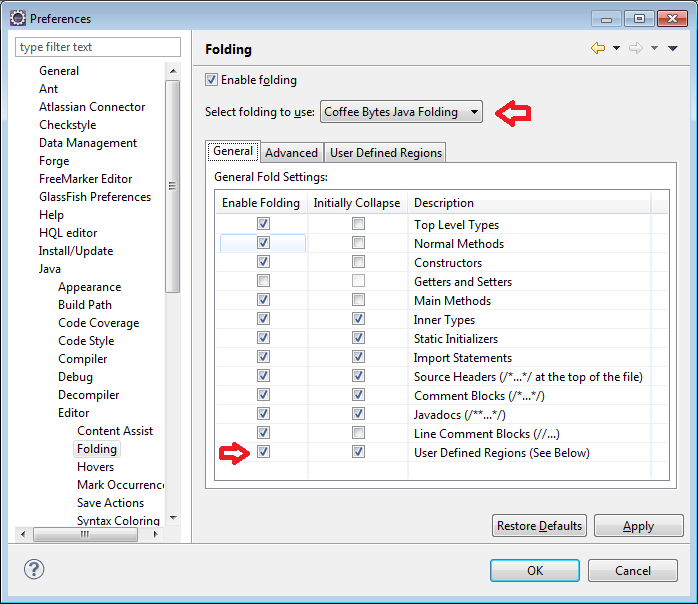 Preferences
type filter text
General
Ant
Atlassian Connector
Checkstyle
Data Management
Forge
FreeMarker Editor
GlassFish Preferences
Help
HQL editor
Install/Update
Java
Appearance
Build Path
Code Coverage
Code Style
Compiler
Debug
Decompiler
Editor
Content Assist
Folding
Hovers
Mark Occurrenc
Save Actions
Syntax Coloring
Folding
Enable folding
Select folding to use: Coffee Bytes Java Folding
General Advanced User Defined Regions
General Fold Settings:
Enable Folding Initially Collapse Description
Top Level Types
Normal Methods
Constructors
Getters and Setters
Main Methods
Inner Types
Static Initializers
Import Statements
Source Headers (/*...*/ at the top of the file)
Comment Blocks (/*...*/)
Javadocs (/**...*/)
Line Comment Blocks (//...)
User Defined Regions (See Below)
Restore Defaults Apply
? OK Cancel